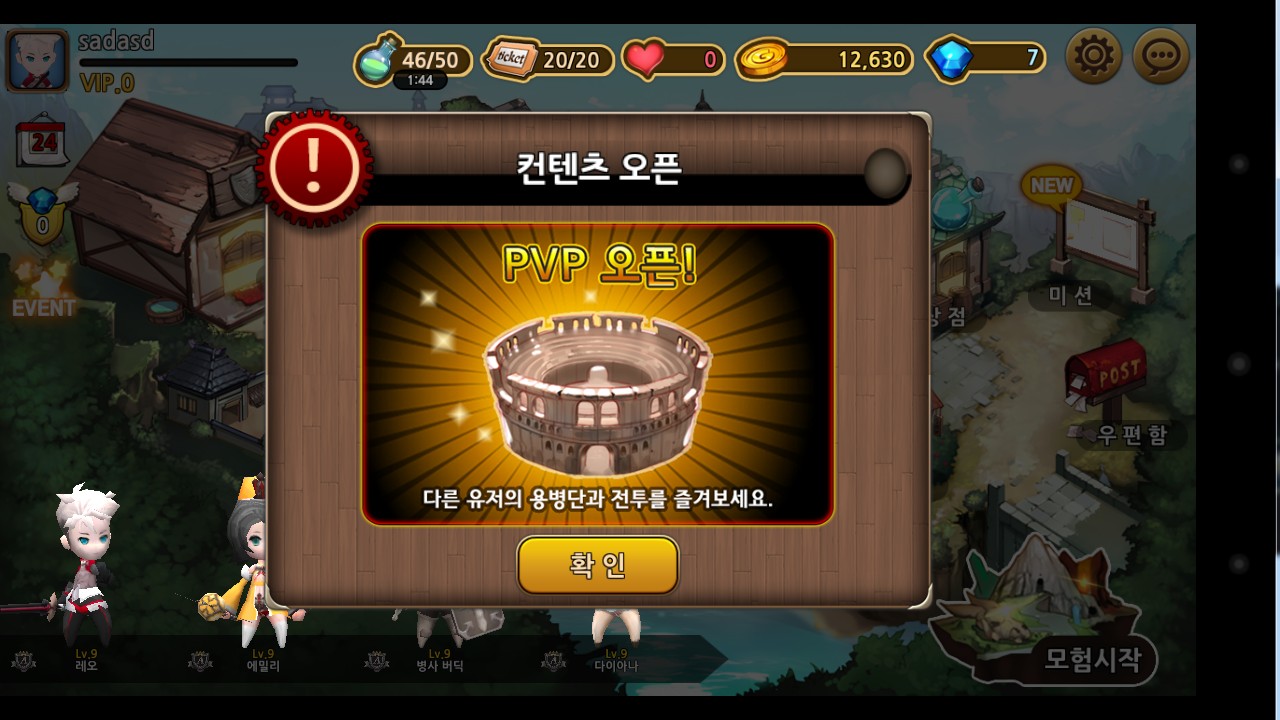 sadasd
VIP.0
46/50
1:44
ticket
20/20
0
12,630
7
24
0
EVENT
컨텐츠 오픈
PVP 오픈!
다른 유저의 용병단과 전투를 즐겨보세요.
확인
NEW
미션
상점
POST
우편함
Lv.9
레오
Lv.9
에밀리
Lv.9
병사 버딕
Lv.9
다이아나
모험시작